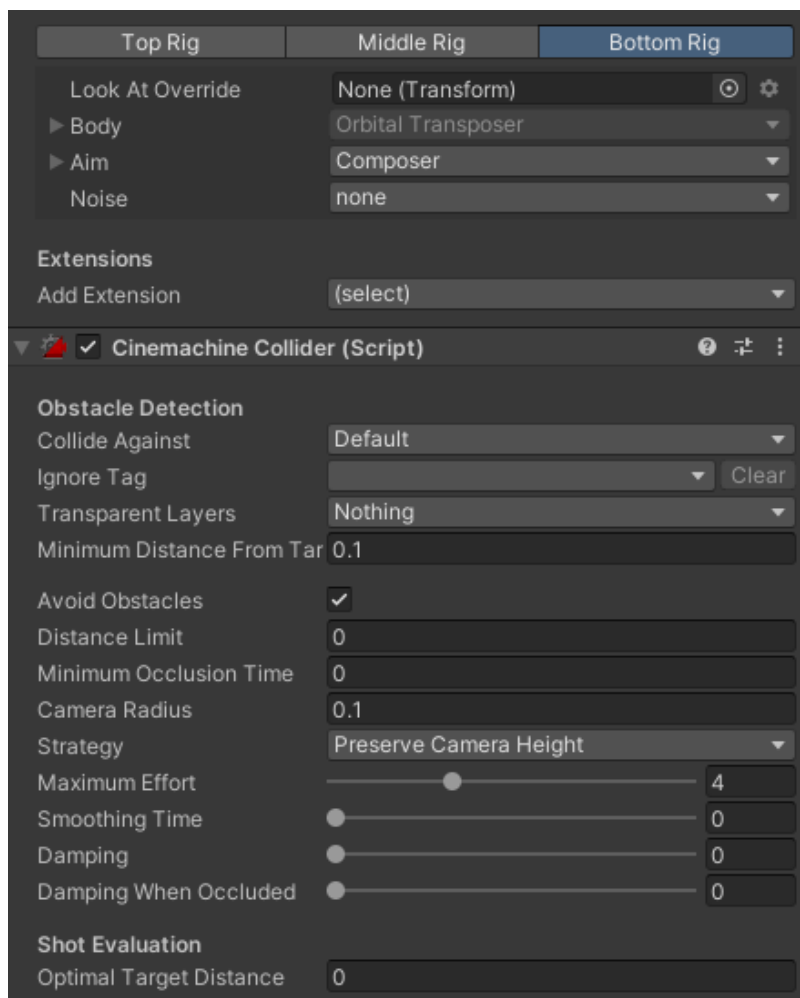 Top Rig Middle Rig Bottom Rig
Look At Override None (Transform)
Body Orbital Transposer
Aim Composer
Noise none
Extensions
Add Extension (select)
Cinemachine Collider (Script)
Obstacle Detection
Collide Against Default
Ignore Tag Clear
Transparent Layers Nothing
Minimum Distance From Tar 0.1
Avoid Obstacles
Distance Limit 0
Minimum Occlusion Time 0
Camera Radius 0.1
Strategy Preserve Camera Height
Maximum Effort 4
Smoothing Time 0
Damping 0
Damping When Occluded 0
Shot Evaluation
Optimal Target Distance 0